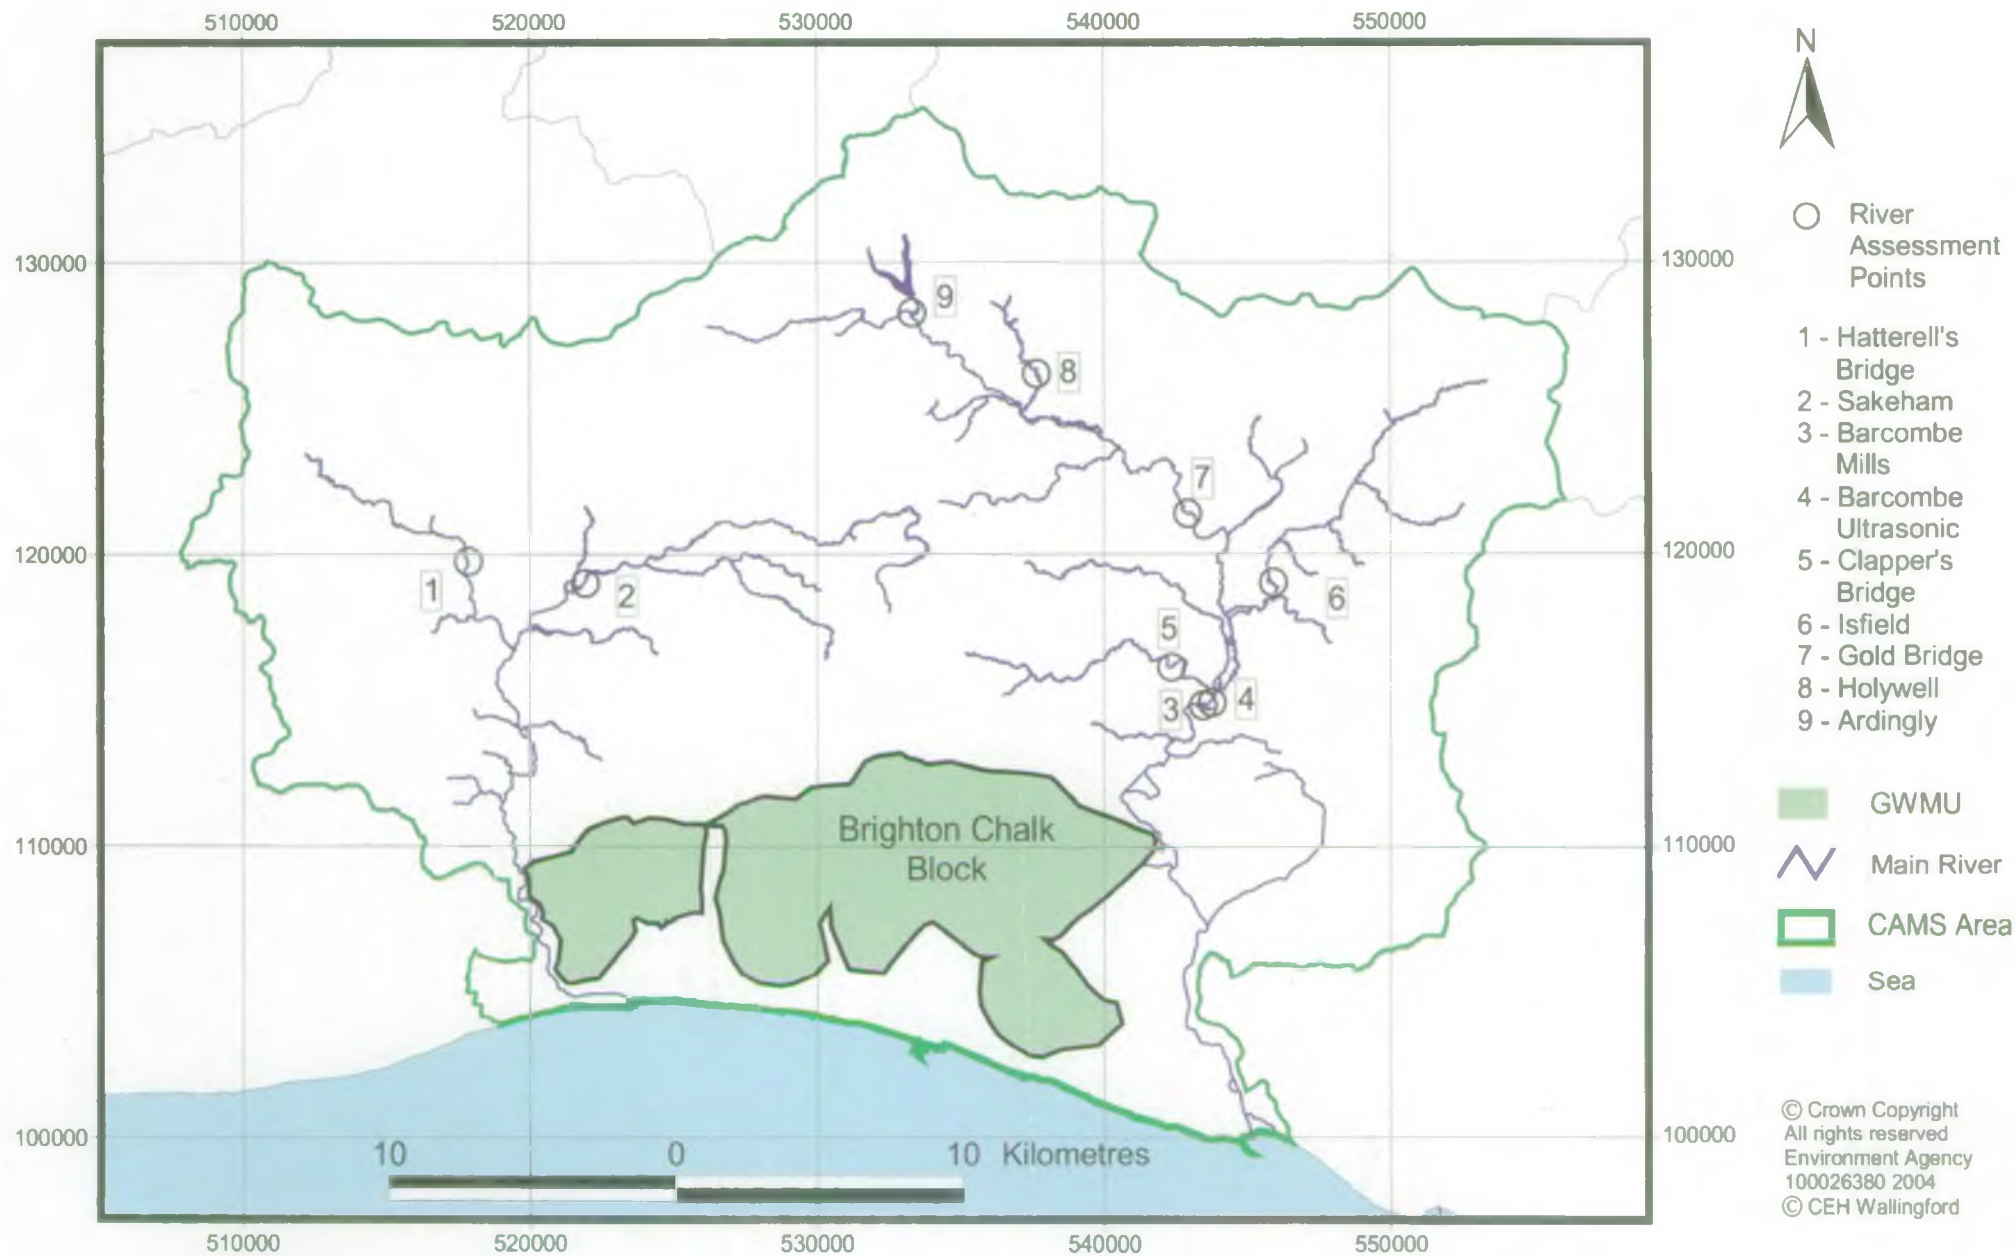 510000 520000 530000 540000 550000
N
River
Assessment
Points
130000 130000
9
8
1 - Hatterell's
Bridge
2 - Sakeham
3 - Barcombe
Mills
4 - Barcombe
Ultrasonic
5 - Clapper's
Bridge
6 - Isfield
7 - Gold Bridge
8 - Holywell
9 - Ardingly
7
120000 120000
1
2
6
5
3
4
GWMU
Brighton Chalk
Block
110000 110000
Main River
CAMS Area
Sea
100000 100000
10 0 10 Kilometres
© Crown Copyright
All rights reserved
Environment Agency
100026380 2004
© CEH Wallingford
510000 520000 530000 540000 550000